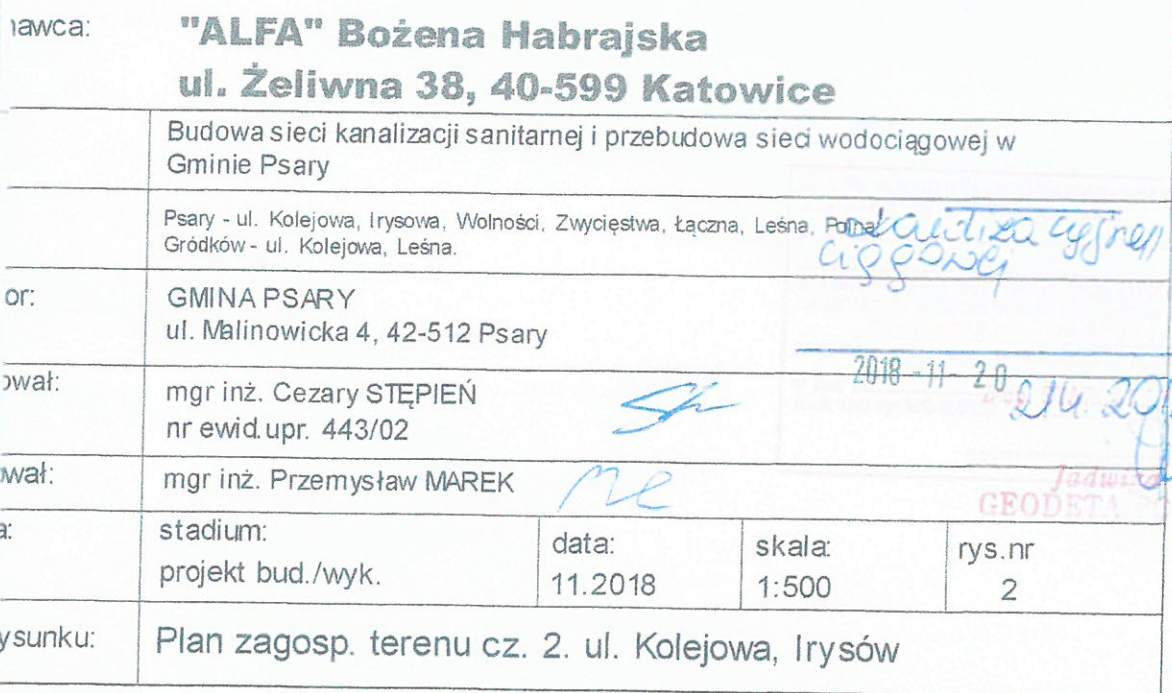 nawca: "ALFA" Bożena Habrajska
ul. Żeliwna 38, 40-599 Katowice
Budowa sieci kanalizacji sanitarnej i przebudowa sieci wodociągowej w
Gminie Psary
Psary - ul. Kolejowa, Irysowa, Wolności, Zwycięstwa, Łączna, Leśna, Polna
Gródków - ul. Kolejowa, Leśna.
ciągowej
or: GMINA PSARY
ul. Malinowicka 4, 42-512 Psary
2018 -11- 20
ował: mgr inż. Cezary STĘPIEŃ
nr ewid.upr. 443/02
ował: mgr inż. Przemysław MAREK
GEODETA
a: stadium: data: skala: rys.nr
projekt bud./wyk. 11.2018 1:500 2
ysunku: Plan zagosp. terenu cz. 2. ul. Kolejowa, Irysów